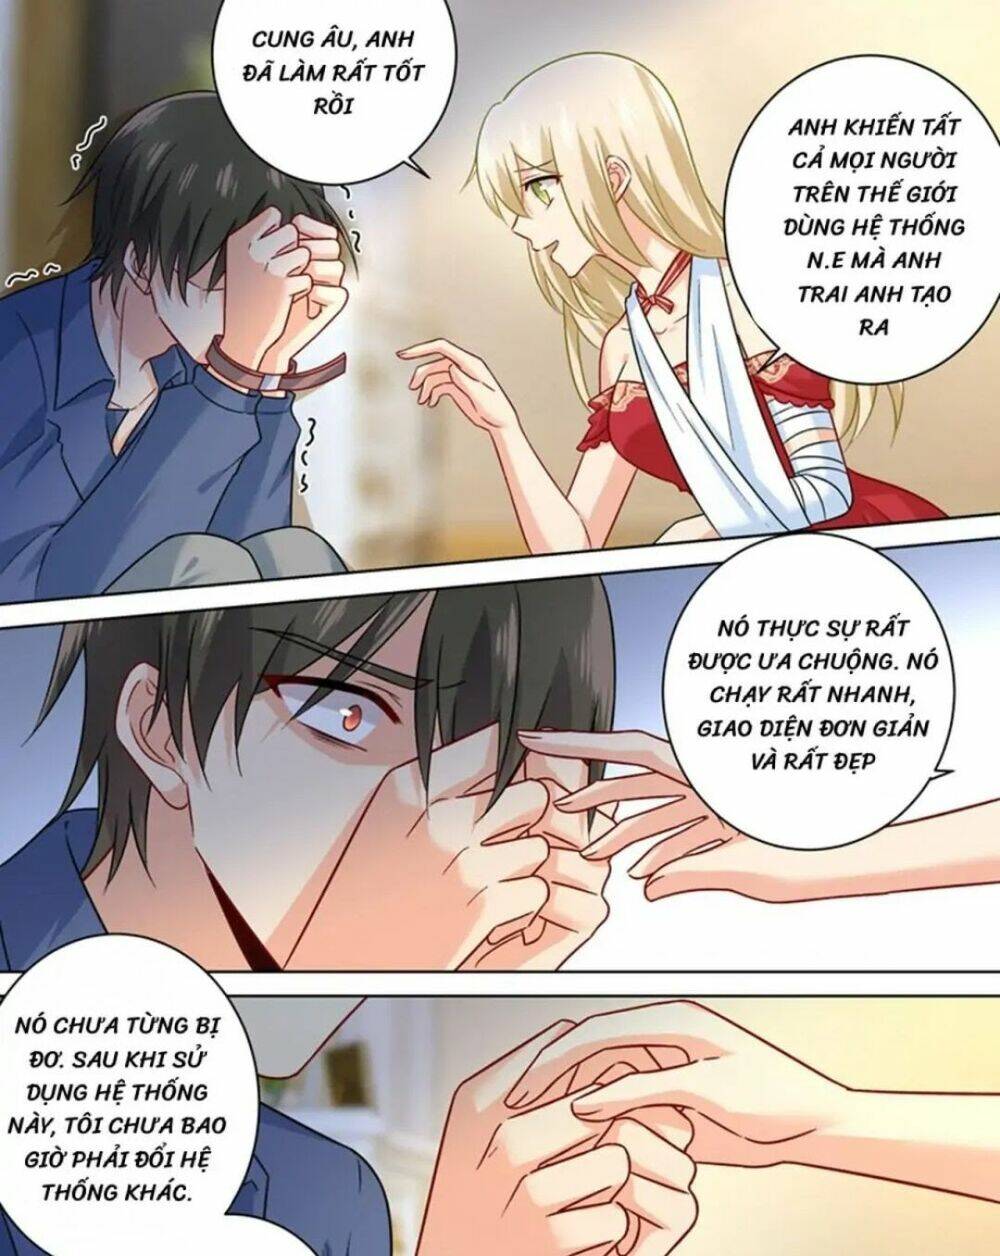 CUNG ÂU, ANH
ĐÃ LÀM RẤT TỐT
RỒI
ANH KHIẾN TẤT
CẢ MỌI NGƯỜI
TRÊN THẾ GIỚI
DÙNG HỆ THỐNG
N.E MÀ ANH
TRAI ANH TẠO
RA
NÓ THỰC SỰ RẤT
ĐƯỢC ƯA CHUỘNG. NÓ
CHẠY RẤT NHANH,
GIAO DIỆN ĐƠN GIẢN
VÀ RẤT ĐẸP
NÓ CHƯA TỪNG BỊ
ĐƠ. SAU KHI SỬ
DỤNG HỆ THỐNG
NÀY, TÔI CHƯA BAO
GIỜ PHẢI ĐỔI HỆ
THỐNG KHÁC.